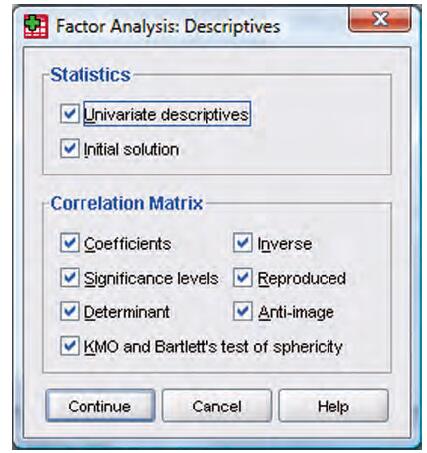 Factor Analysis: Descriptives
Statistics
Univariate descriptives
Initial solution
Correlation Matrix
Coefficients Inverse
Significance levels Reproduced
Determinant Anti-image
KMO and Bartlett's test of sphericity
Continue Cancel Help